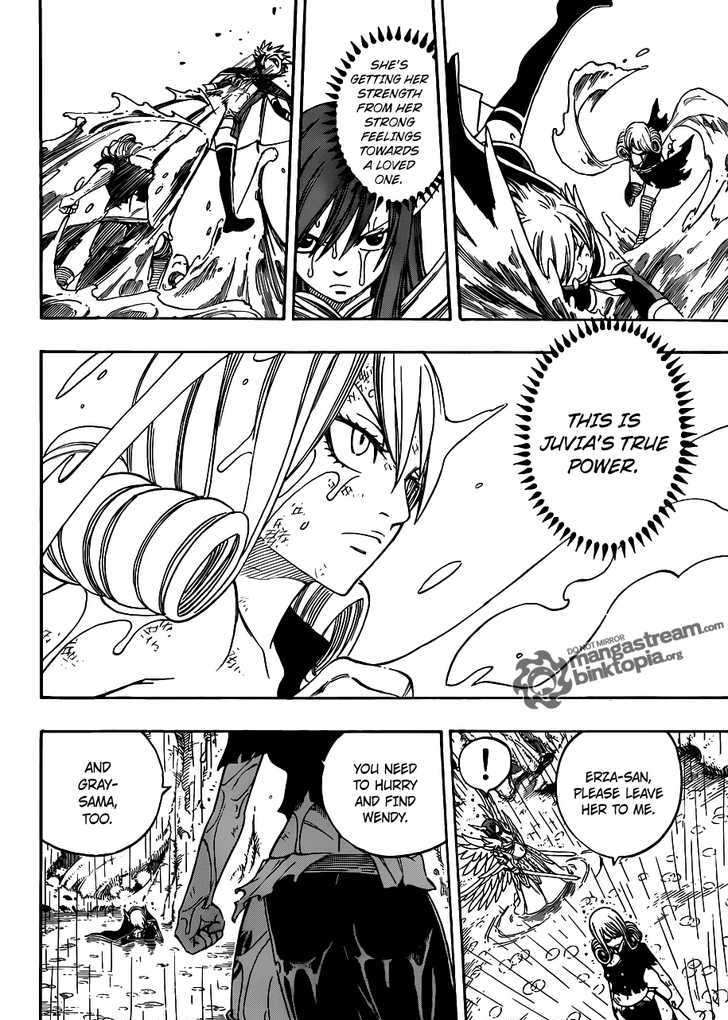 SHE'S
GETTING HER
STRENGTH
FROM HER
STRONG
FEELINGS
TOWARDS
A LOVED
ONE.
THIS IS
JUVIA'S TRUE
POWER.
DO NOT MIRROR
mangastream.com
binktopia.org
!
ERZA-SAN,
PLEASE LEAVE
HER TO ME.
YOU NEED
TO HURRY
AND FIND
WENDY.
AND
GRAY-
SAMA,
TOO.